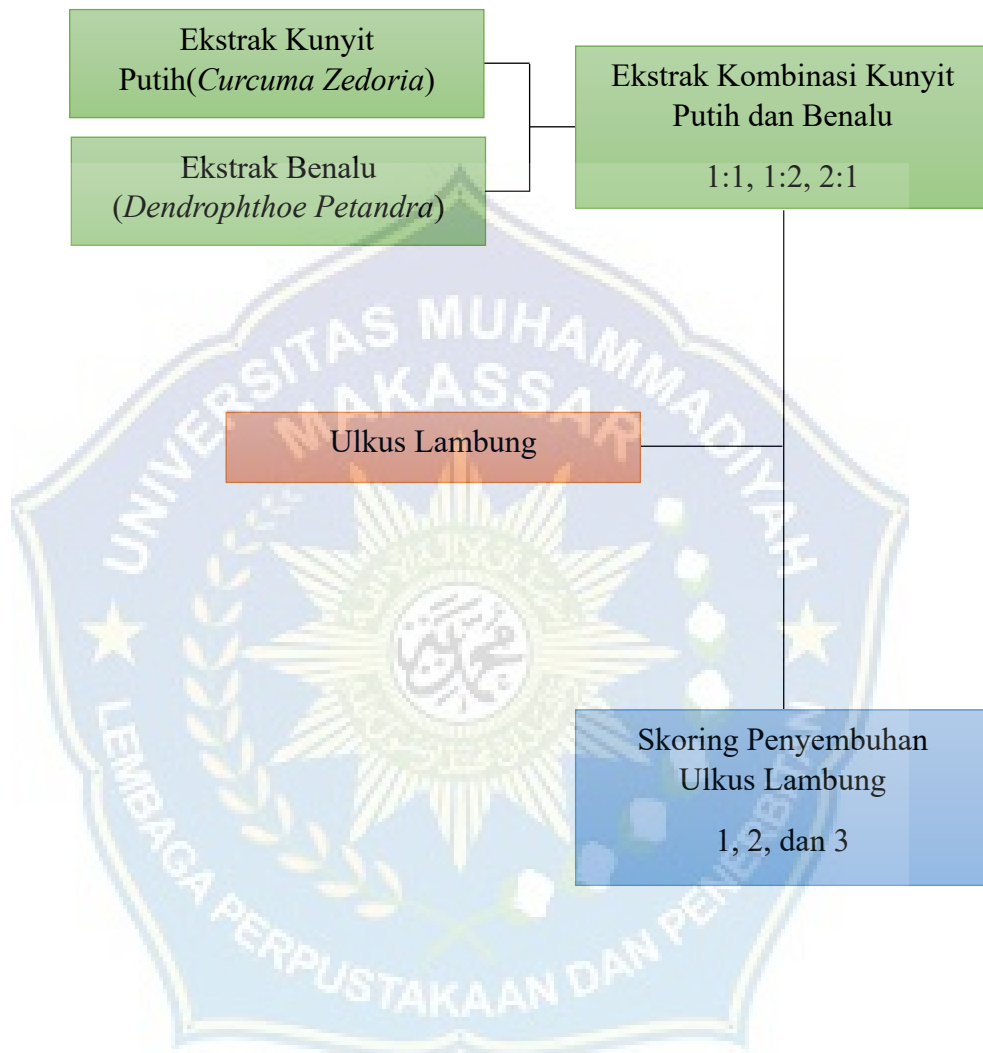 Ekstrak Kunyit
Putih(Curcuma Zedoria)
Ekstrak Benalu
(Dendrophthoe Petandra)
Ekstrak Kombinasi Kunyit
Putih dan Benalu
1:1, 1:2, 2:1
Ulkus Lambung
Skoring Penyembuhan
Ulkus Lambung
1, 2, dan 3
UNIVERSITAS MUHAMMADIYAH
MAKASSAR
LEMBAGA PERPUSTAKAAN DAN PENERBITAN